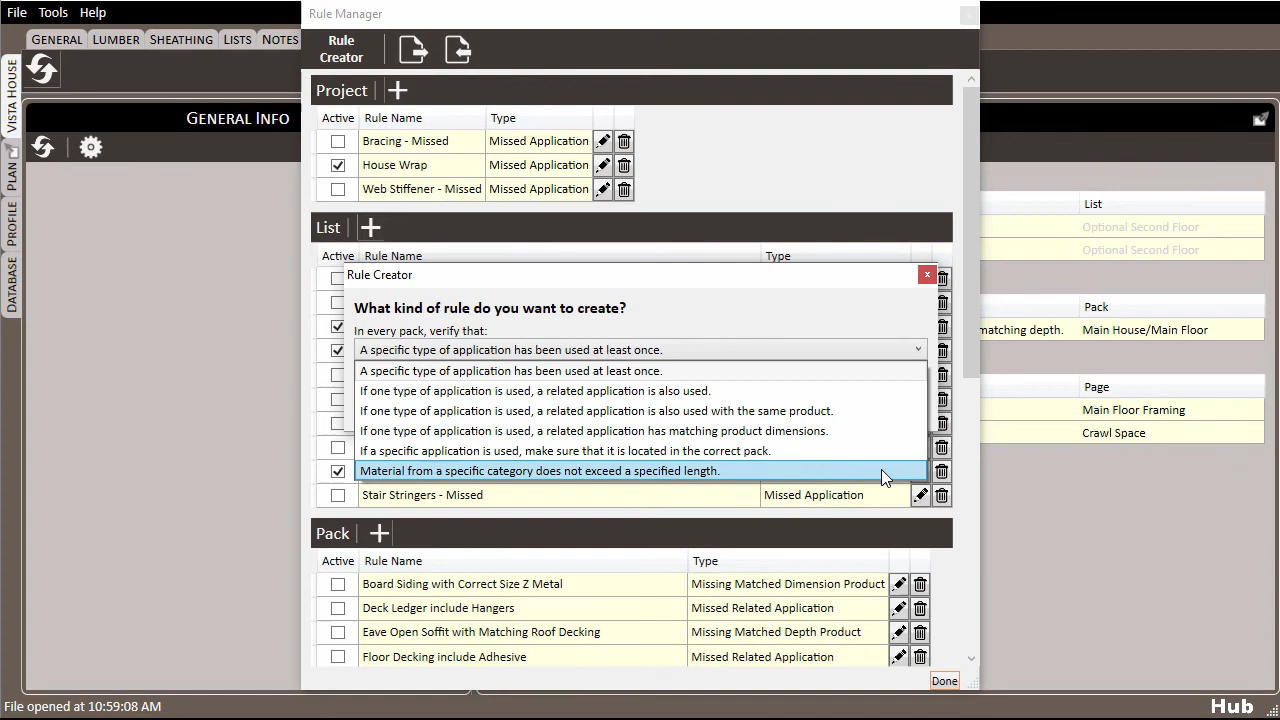 File Tools Help
Rule Manager
GENERAL LUMBER SHEATHING LISTS NOTES
Rule Creator
VISTA HOUSE
PLAN
PROFILE
DATABASE
GENERAL INFO
Project
Active Rule Name Type
Bracing - Missed Missed Application
House Wrap Missed Application
Web Stiffener - Missed Missed Application
List
Active Rule Name Type
Rule Creator
x
What kind of rule do you want to create?
In every pack, verify that:
A specific type of application has been used at least once.
A specific type of application has been used at least once.
If one type of application is used, a related application is also used.
If one type of application is used, a related application is also used with the same product.
If one type of application is used, a related application has matching product dimensions.
If a specific application is used, make sure that it is located in the correct pack.
Material from a specific category does not exceed a specified length.
Stair Stringers - Missed Missed Application
Pack
Active Rule Name Type
Board Siding with Correct Size Z Metal Missing Matched Dimension Product
Deck Ledger include Hangers Missed Related Application
Eave Open Soffit with Matching Roof Decking Missing Matched Depth Product
Floor Decking include Adhesive Missed Related Application
Done
List
Optional Second Floor
Optional Second Floor
Pack
matching depth. Main House/Main Floor
Page
Main Floor Framing
Crawl Space
File opened at 10:59:08 AM
Hub